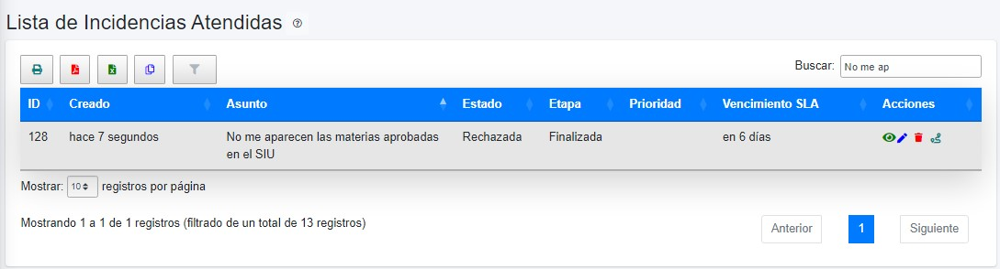 Lista de Incidencias Atendidas
Buscar: No me ap
ID Creado Asunto Estado Etapa Prioridad Vencimiento SLA Acciones
128 hace 7 segundos No me aparecen las materias aprobadas Rechazada Finalizada en 6 días
en el SIU
Mostrar: 10 registros por página
Mostrando 1 a 1 de 1 registros (filtrado de un total de 13 registros)
Anterior 1 Siguiente